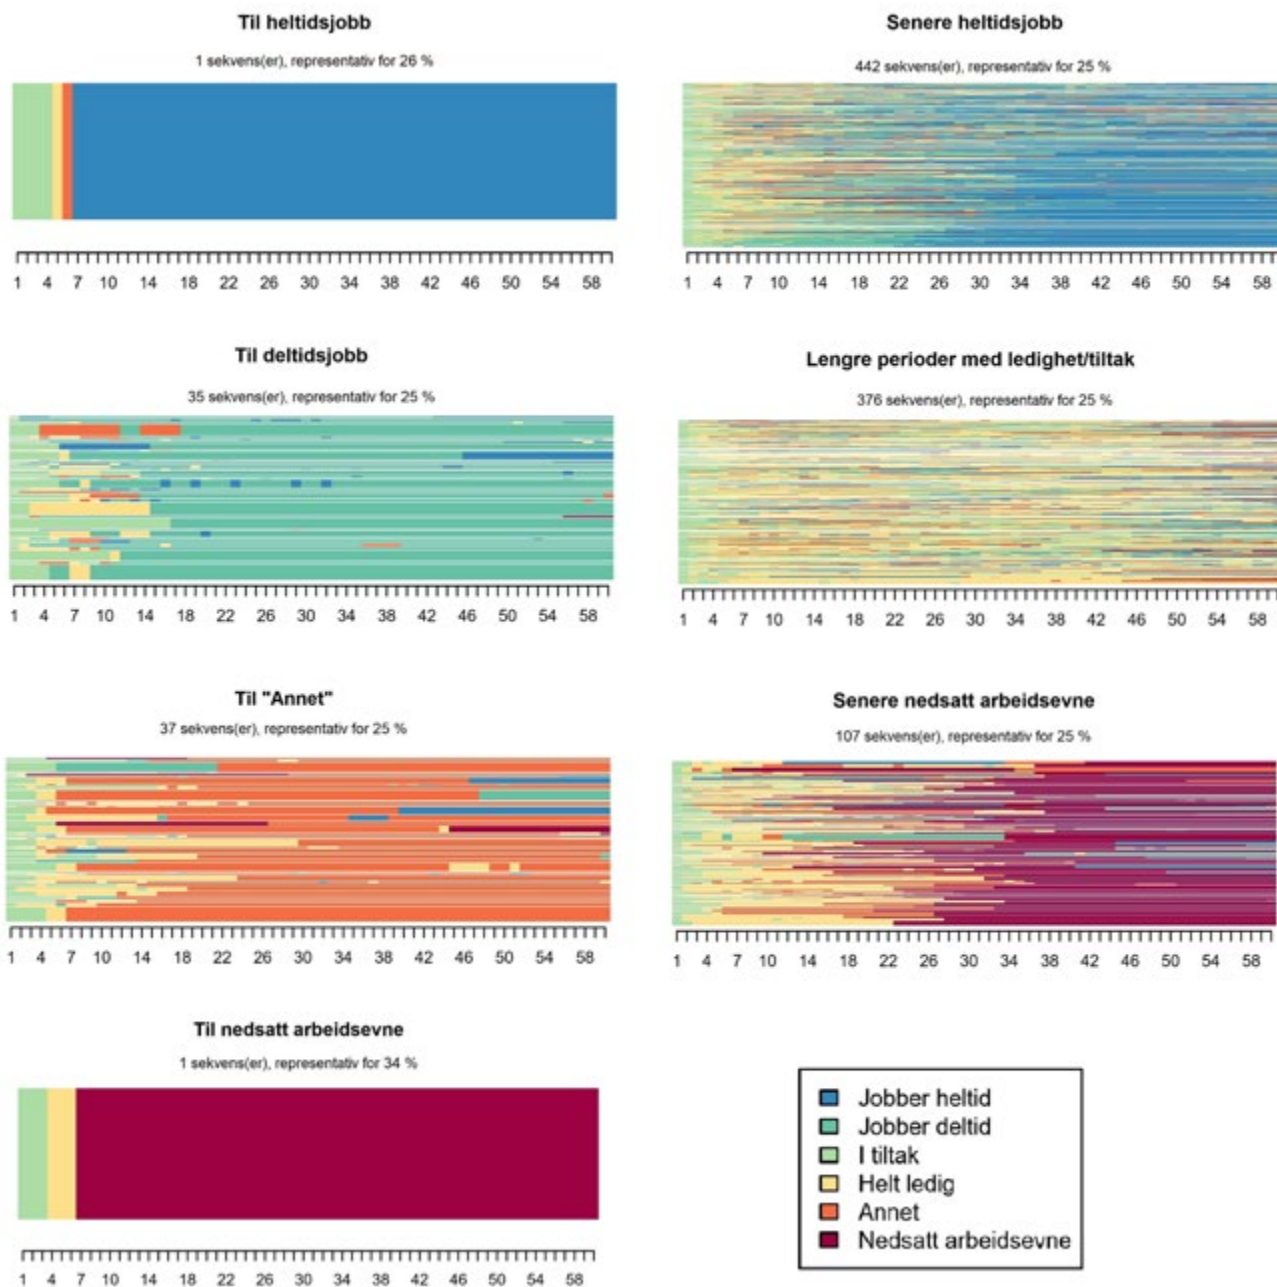 Til heltidsjobb
1 sekvens(er), representativ for 26 %
1 4 7 10 14 18 22 26 30 34 38 42 46 50 54 58
Senere heltidsjobb
442 sekvens(er), representativ for 25 %
1 4 7 10 14 18 22 26 30 34 38 42 46 50 54 58
Til deltidsjobb
35 sekvens(er), representativ for 25 %
1 4 7 10 14 18 22 26 30 34 38 42 46 50 54 58
Lengre perioder med ledighet/tiltak
376 sekvens(er), representativ for 25 %
1 4 7 10 14 18 22 26 30 34 38 42 46 50 54 58
Til "Annet"
37 sekvens(er), representativ for 25 %
1 4 7 10 14 18 22 26 30 34 38 42 46 50 54 58
Senere nedsatt arbeidsevne
107 sekvens(er), representativ for 25 %
1 4 7 10 14 18 22 26 30 34 38 42 46 50 54 58
Til nedsatt arbeidsevne
1 sekvens(er), representativ for 34 %
1 4 7 10 14 18 22 26 30 34 38 42 46 50 54 58
Jobber heltid
Jobber deltid
I tiltak
Helt ledig
Annet
Nedsatt arbeidsevne